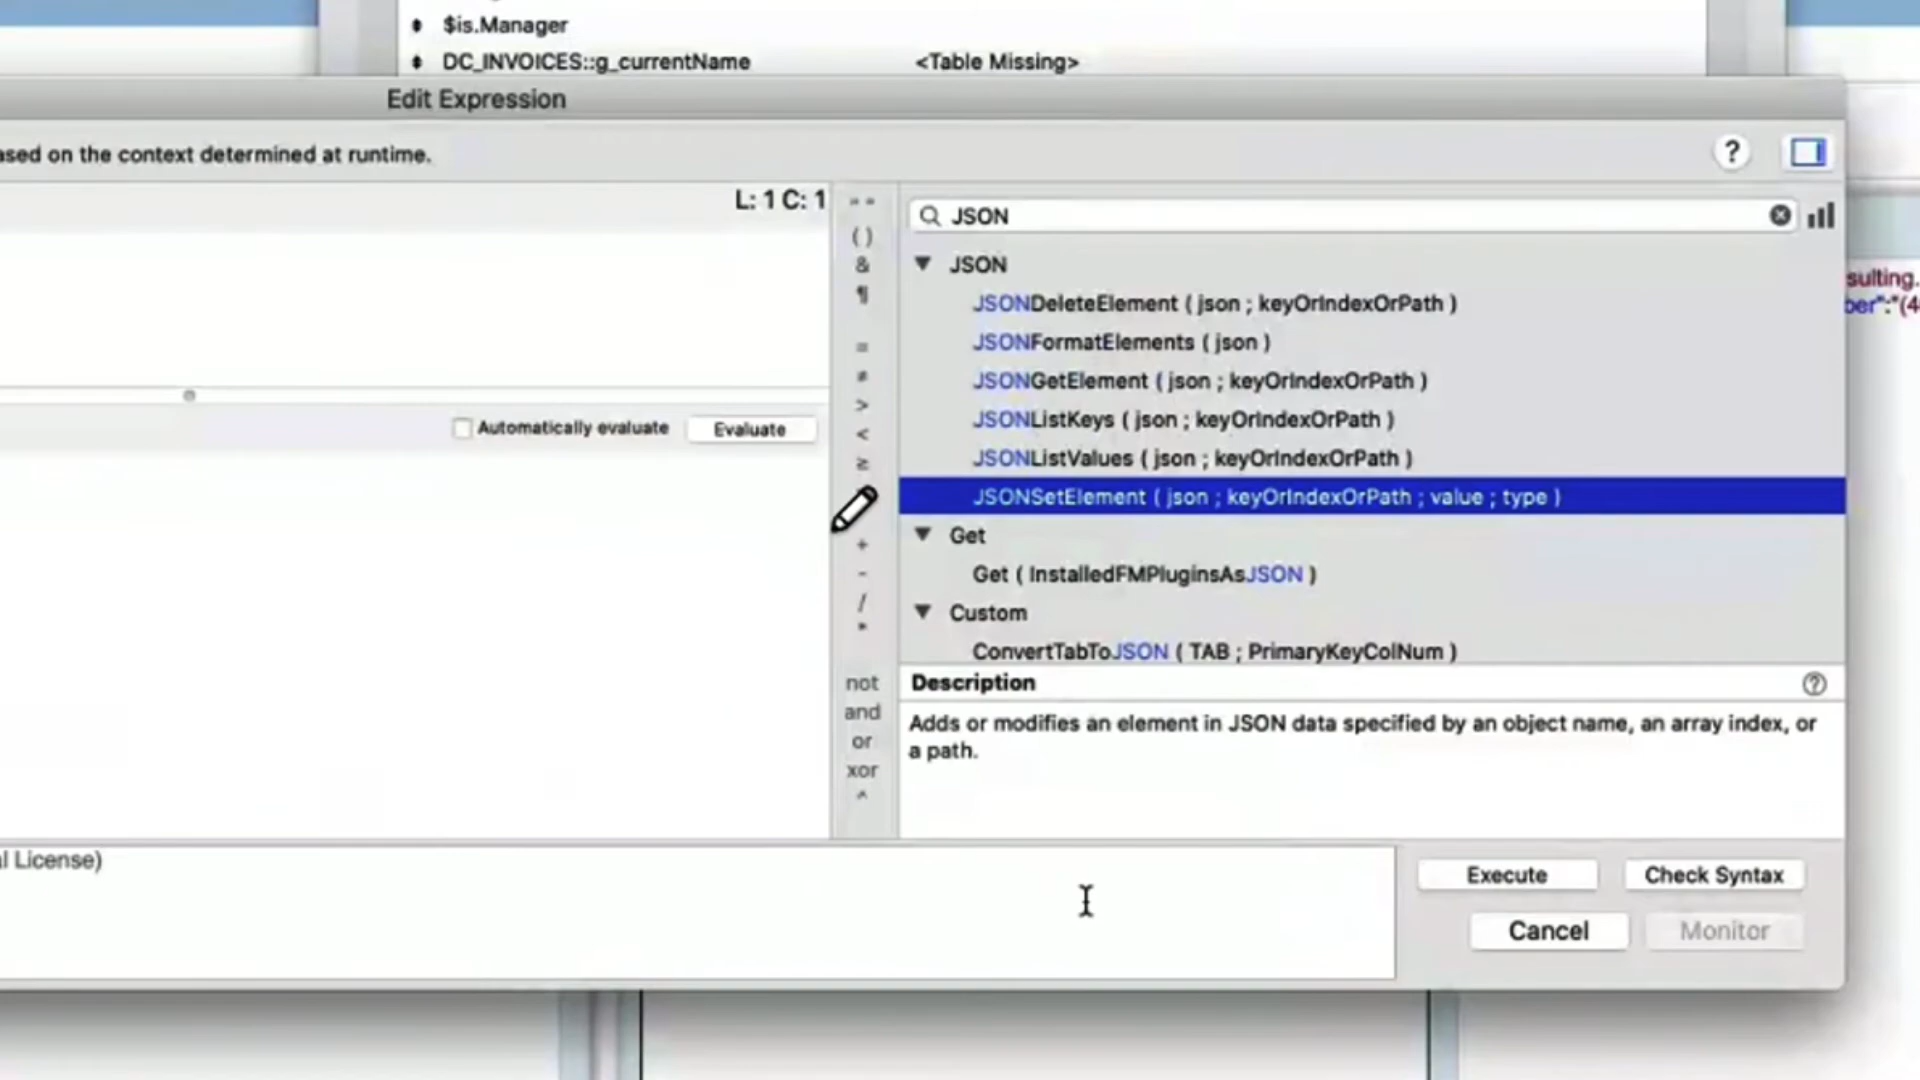 $is.Manager
DC_INVOICES::g_currentName <Table Missing>
Edit Expression
ased on the context determined at runtime.
?
L: 1 C: 1
" "
( )
&
¶
=
≠
>
<
≥
+
-
/
*
not
and
or
xor
^
JSON
JSON
JSONDeleteElement ( json ; keyOrIndexOrPath )
JSONFormatElements ( json )
JSONGetElement ( json ; keyOrIndexOrPath )
JSONListKeys ( json ; keyOrIndexOrPath )
JSONListValues ( json ; keyOrIndexOrPath )
JSONSetElement ( json ; keyOrIndexOrPath ; value ; type )
Get
Get ( InstalledFMPluginsAsJSON )
Custom
ConvertTabToJSON ( TAB ; PrimaryKeyColNum )
Automatically evaluate Evaluate
Description ?
Adds or modifies an element in JSON data specified by an object name, an array index, or
a path.
sulting.
ber":"(4
al License)
Execute Check Syntax
Cancel Monitor